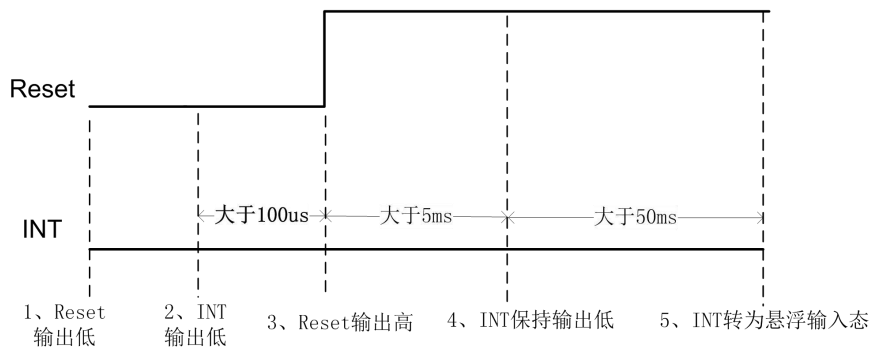 Reset
大于100us
大于5ms
大于50ms
INT
1、Reset
输出低
2、INT
输出低
3、Reset输出高
4、INT保持输出低
5、INT转为悬浮输入态